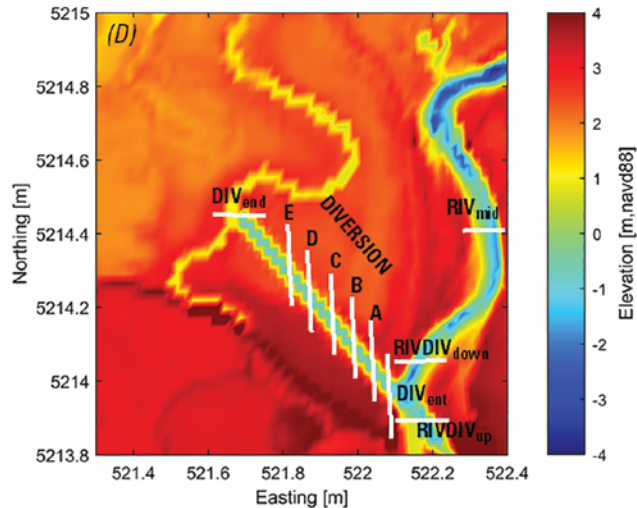 (D)
5215
5214.8
5214.6
5214.4
5214.2
5214
5213.8
Northing [m]
521.4
521.6
521.8
522
522.2
522.4
Easting [m]
DIVend
E
D
C
B
A
DIVERSION
RIVmid
RIVDIVdown
DIVent
RIVDIVup
4
3
2
1
0
-1
-2
-3
-4
Elevation [m,navd88]